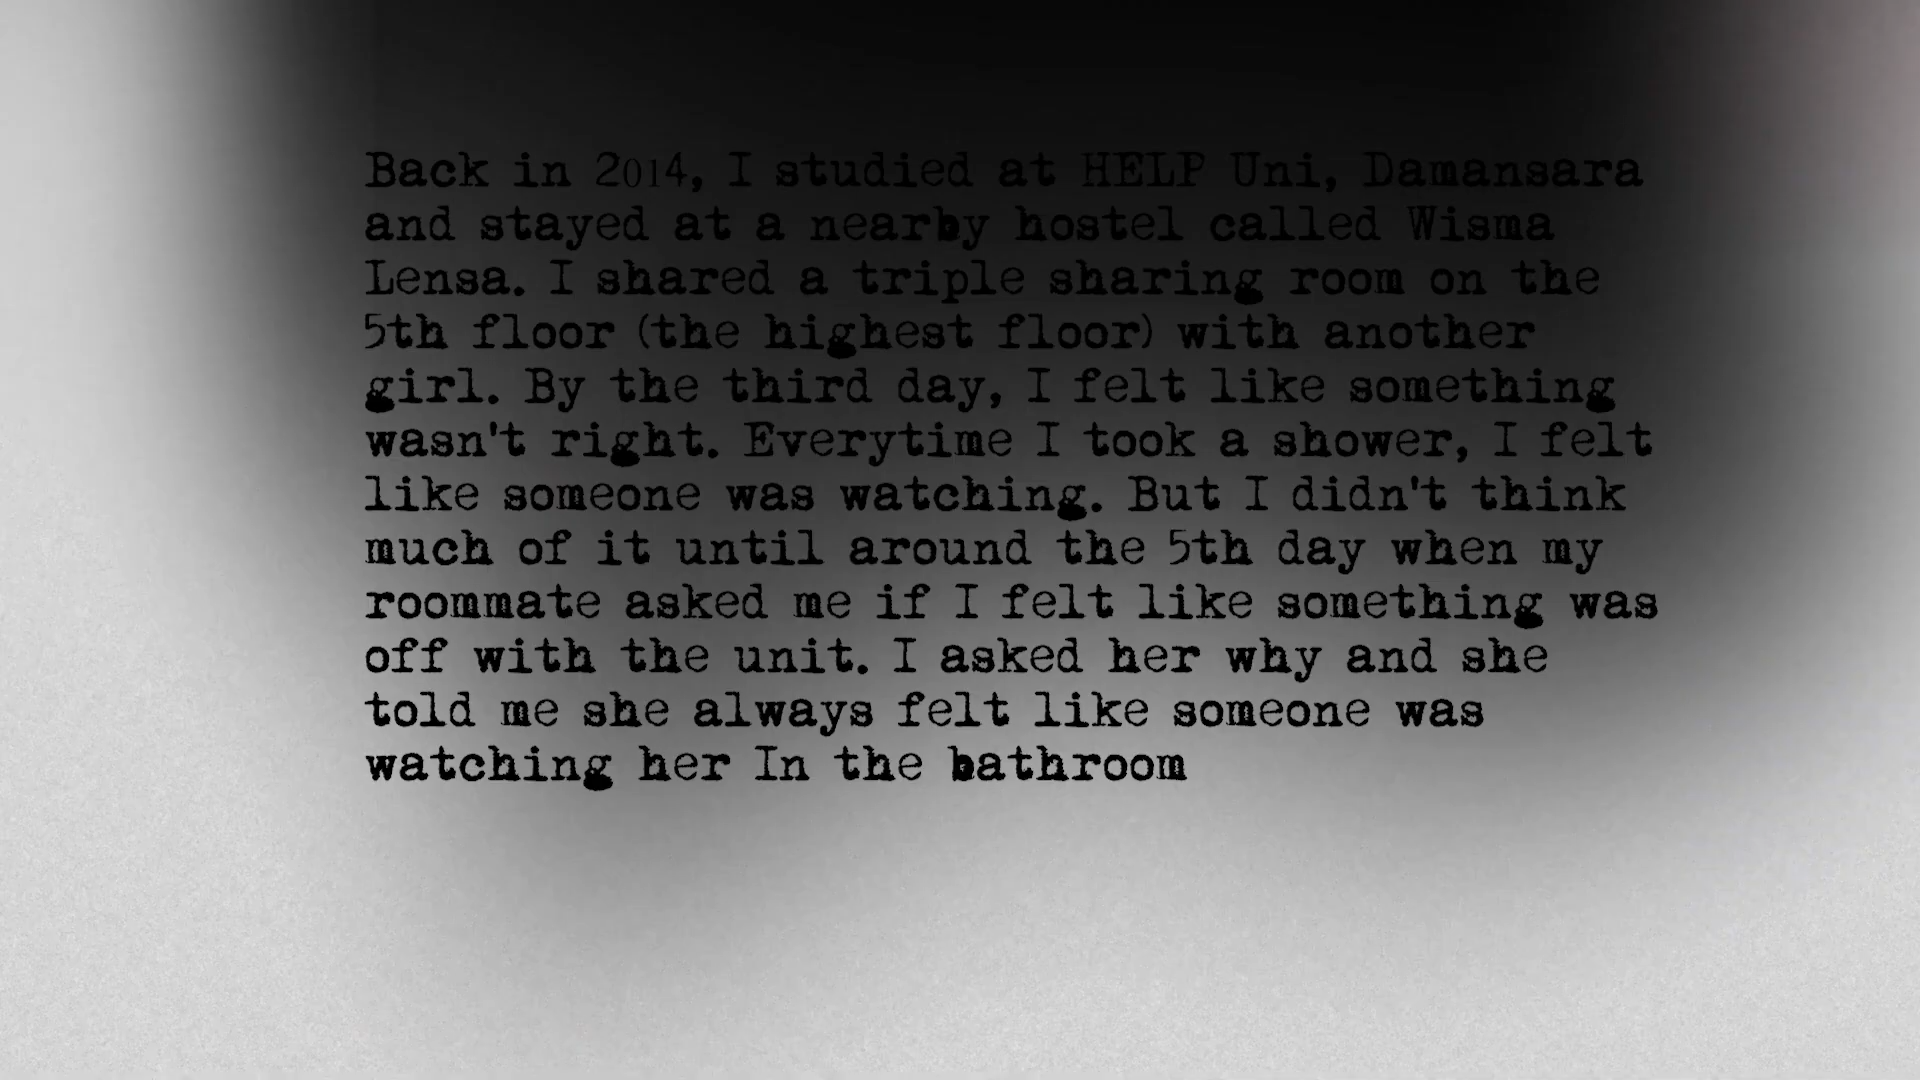 Back in 2014, I studied at HELP Uni, Damansara
and stayed at a nearby hostel called Wisma
Lensa. I shared a triple sharing room on the
5th floor (the highest floor) with another
girl. By the third day, I felt like something
wasn't right. Everytime I took a shower, I felt
like someone was watching. But I didn't think
much of it until around the 5th day when my
roommate asked me if I felt like something was
off with the unit. I asked her why and she
told me she always felt like someone was
watching her In the bathroom